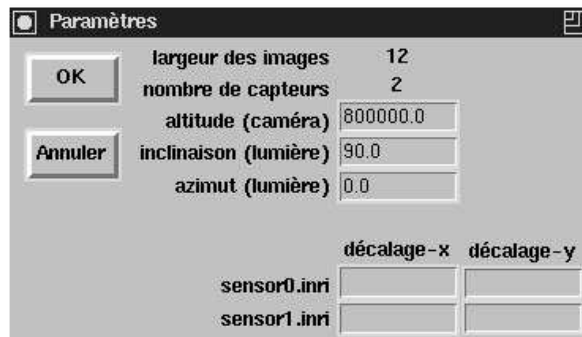 Paramètres
OK
Annuler
largeur des images 12
nombre de capteurs 2
altitude (caméra) 800000.0
inclinaison (lumière) 90.0
azimut (lumière) 0.0
décalage-x décalage-y
sensor0.inri
sensor1.inri